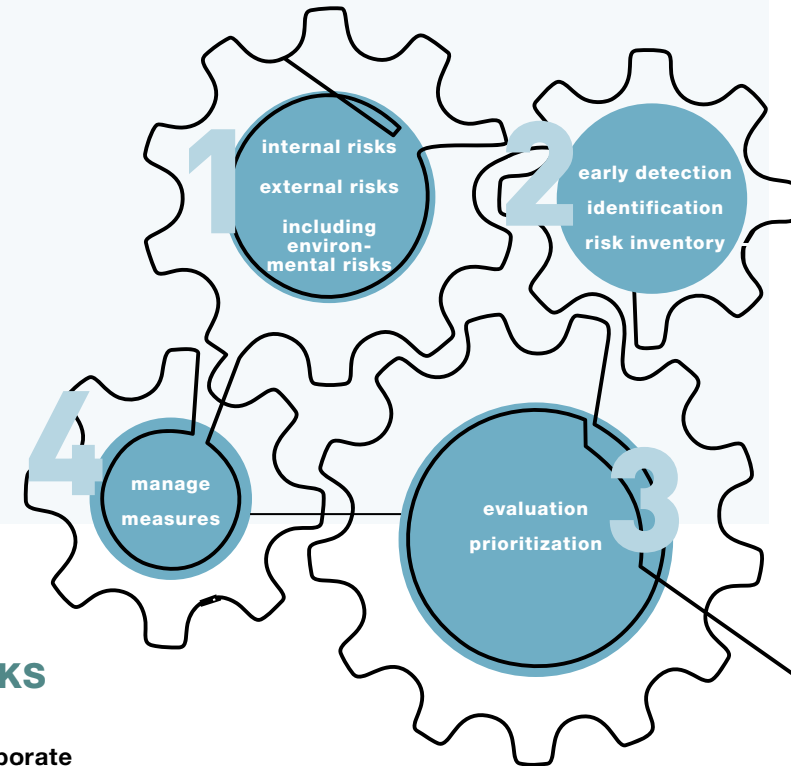 1
internal risks
external risks
including
environ-
mental risks
2
early detection
identification
risk inventory
3
evaluation
prioritization
4
manage
measures
KS
porate